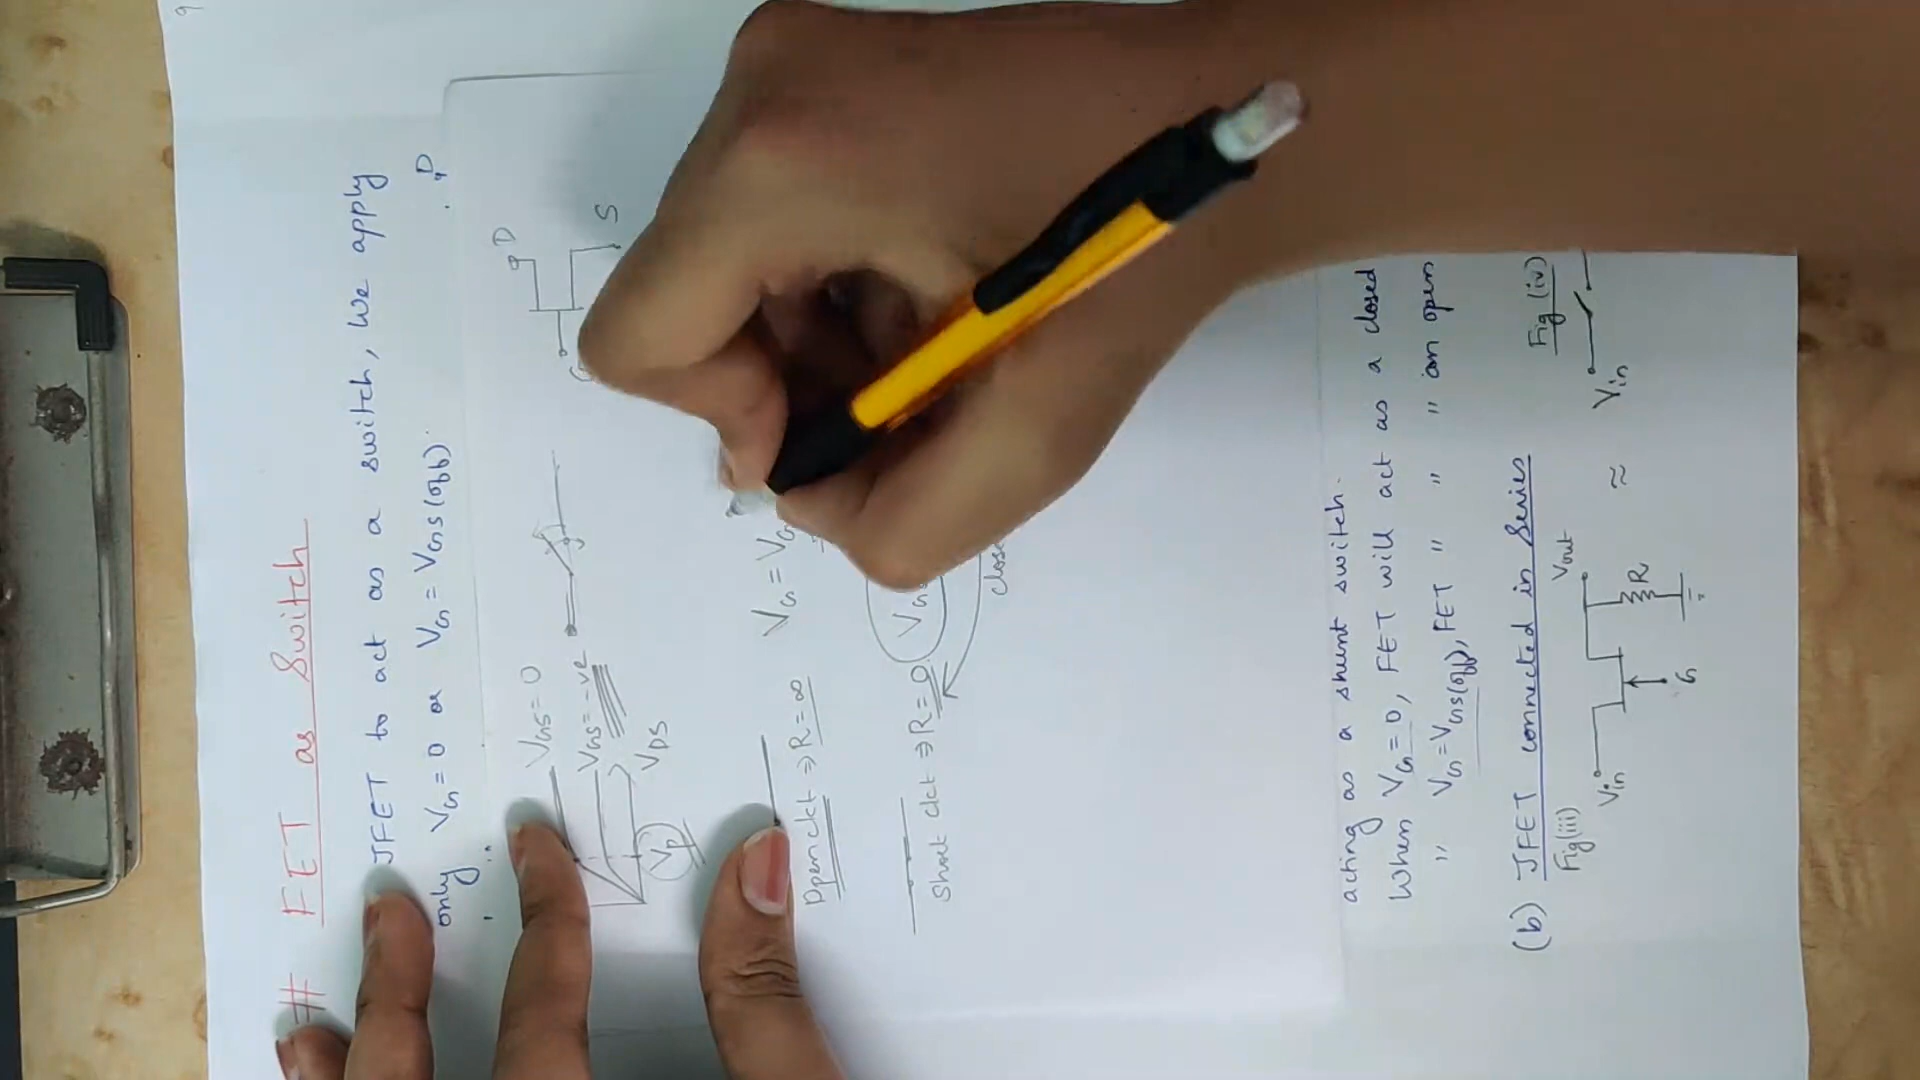 # FET as Switch
JFET to act as a switch, We apply
only VG = 0 or VG = VGS(off).
D
VGS=0
VGS=-ve
VDS
Vp
D
S
Open ckt ⇒ R=∞
VG = VG
Short ckt ⇒ R=0
VG
close
acting as a shunt switch.
When VG = 0, FET will act as a closed
" VG = VGS(off), FET " " " an open
(b) JFET connected in Series
Fig(iii)
Fig(iv)
Vin
Vout
R
G
≈
Vin